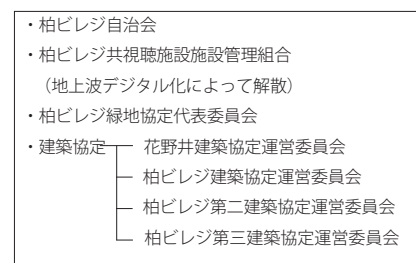 ・柏ビレジ自治会
・柏ビレジ共視聴施設施設管理組合
（地上波デジタル化によって解散）
・柏ビレジ緑地協定代表委員会
・建築協定 花野井建築協定運営委員会
柏ビレジ建築協定運営委員会
柏ビレジ第二建築協定運営委員会
柏ビレジ第三建築協定運営委員会